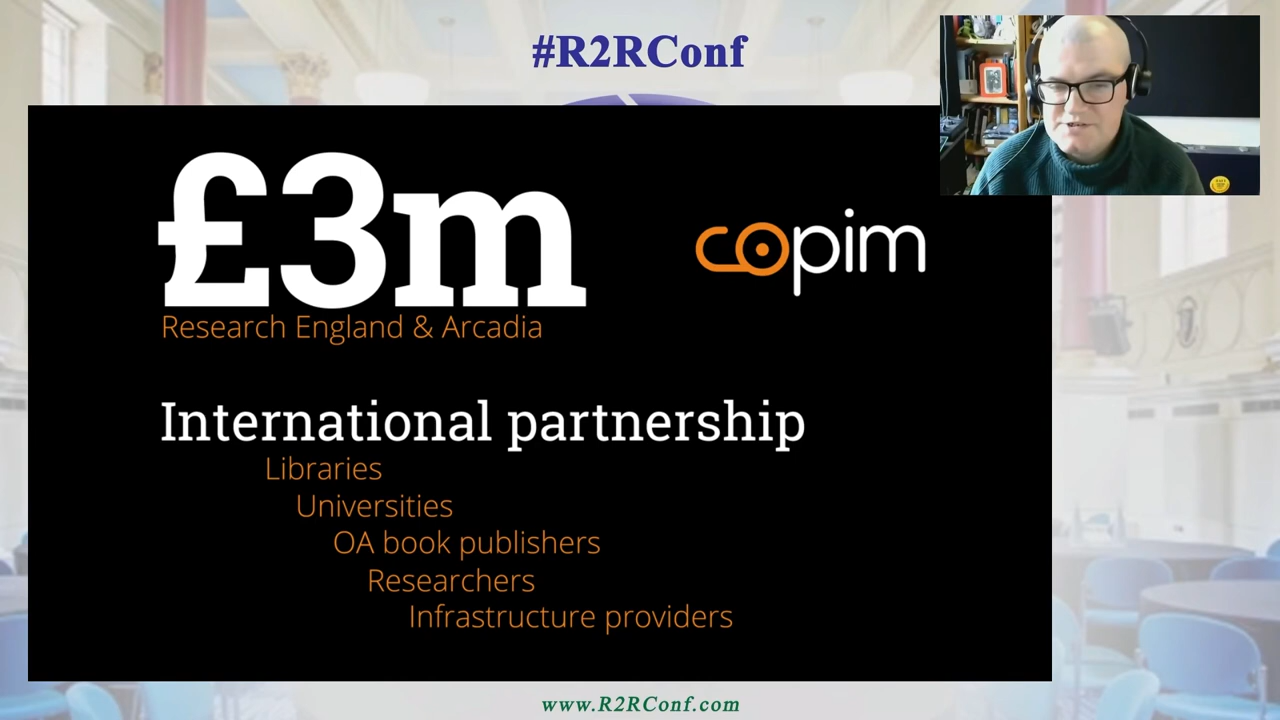 #R2RConf
£3m
copim
Research England & Arcadia
International partnership
Libraries
Universities
OA book publishers
Researchers
Infrastructure providers
www.R2RConf.com